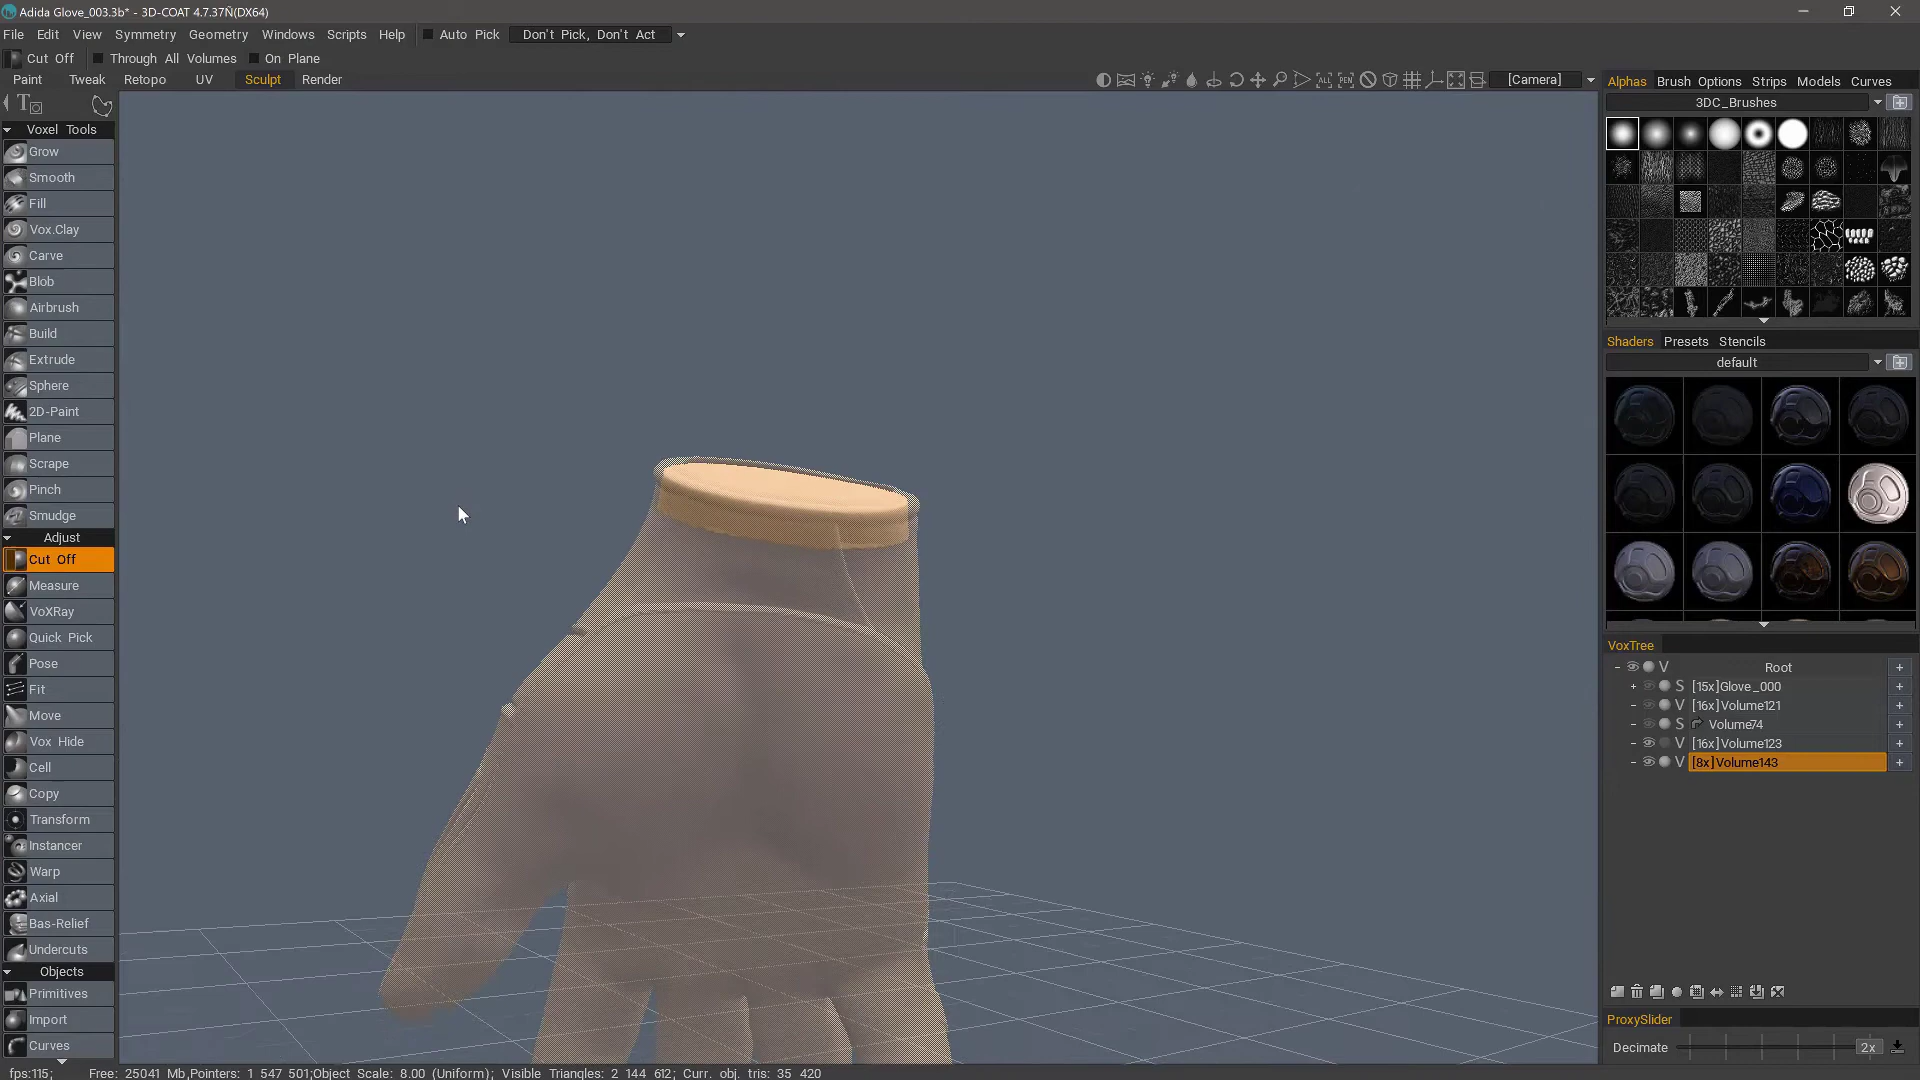 Adida Glove_003.3b* - 3D-COAT 4.7.37Ñ(DX64)
File Edit View Symmetry Geometry Windows Scripts Help Auto Pick Don't Pick, Don't Act
Cut Off Through All Volumes On Plane
Paint Tweak Retopo UV Sculpt Render [Camera]
Voxel Tools
Grow
Smooth
Fill
Vox.Clay
Carve
Blob
Airbrush
Build
Extrude
Sphere
2D-Paint
Plane
Scrape
Pinch
Smudge
Adjust
Cut Off
Measure
VoXRay
Quick Pick
Pose
Fit
Move
Vox Hide
Cell
Copy
Transform
Instancer
Warp
Axial
Bas-Relief
Undercuts
Objects
Primitives
Import
Curves
Alphas Brush Options Strips Models Curves
3DC_Brushes
Shaders Presets Stencils
default
VoxTree
V Root
S [15x]Glove_000
V [16x]Volume121
S Volume74
V [16x]Volume123
V [8x]Volume143
ProxySlider
Decimate 2x
fps:115; Free: 25041 Mb,Pointers: 1 547 501;Object Scale: 8.00 (Uniform); Visible Triangles: 2 144 612; Curr. obj. tris: 35 420